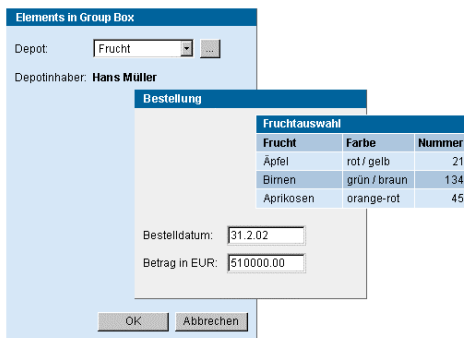 Elements in Group Box
Depot: Frucht ...
Depotinhaber: Hans Müller
Bestellung
Fruchtauswahl
Frucht Farbe Nummer
Äpfel rot / gelb 21
Birnen grün / braun 134
Aprikosen orange-rot 45
Bestelldatum: 31.2.02
Betrag in EUR: 510000.00
OK Abbrechen